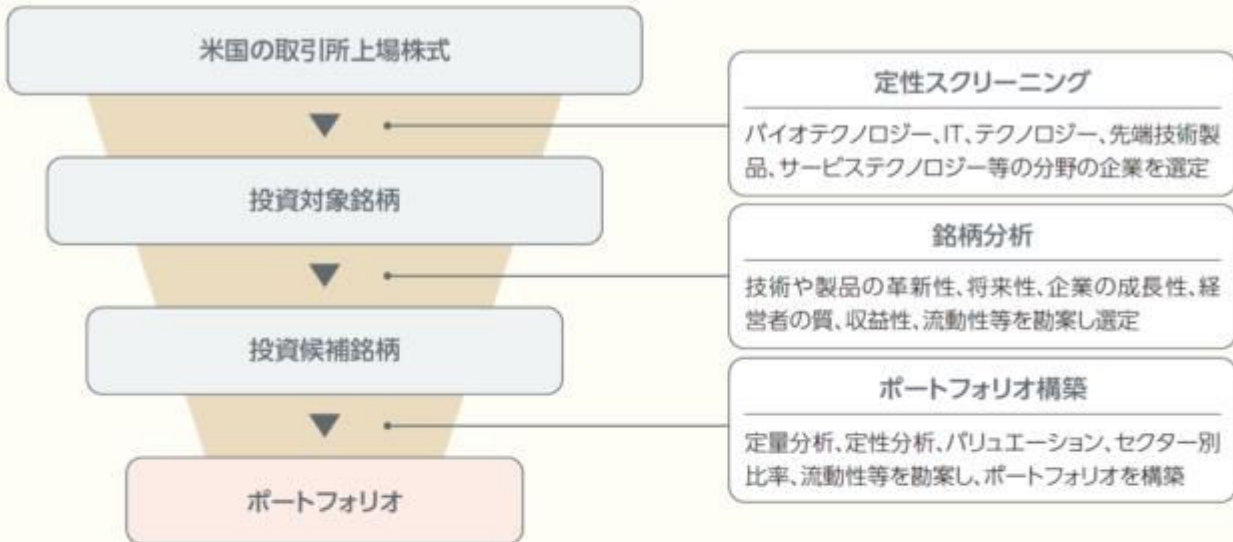 米国の取引所上場株式
定性スクリーニング
バイオテクノロジー、IT、テクノロジー、先端技術製
品、サービステクノロジー等の分野の企業を選定
投資対象銘柄
銘柄分析
技術や製品の革新性、将来性、企業の成長性、経
営者の質、収益性、流動性等を勘案し選定
投資候補銘柄
ポートフォリオ構築
定量分析、定性分析、バリュエーション、セクター別
比率、流動性等を勘案し、ポートフォリオを構築
ポートフォリオ